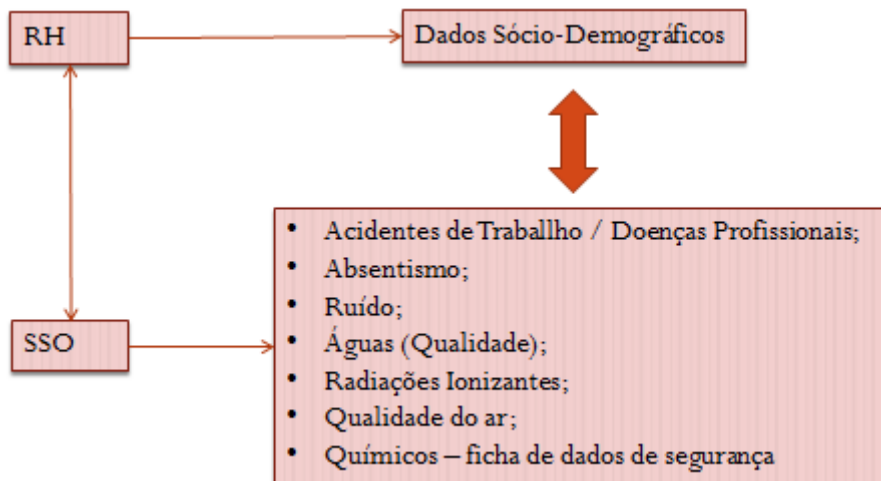 RH
Dados Sócio-Demográficos
• Acidentes de Traballho / Doenças Profissionais;
• Absentismo;
• Ruído;
SSO
• Águas (Qualidade);
• Radiações Ionizantes;
• Qualidade do ar;
• Químicos – ficha de dados de segurança